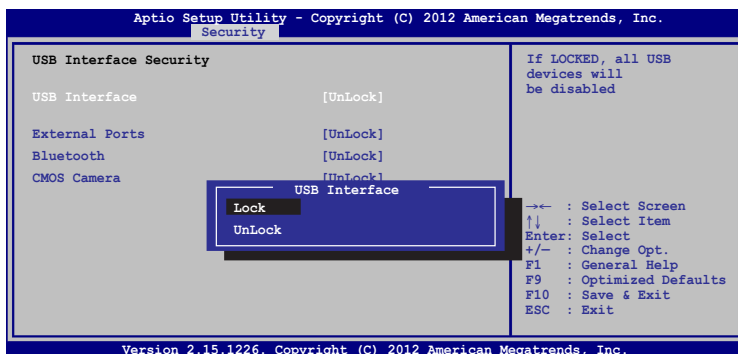 Aptio Setup Utility - Copyright (C) 2012 American Megatrends, Inc.
Security
USB Interface Security
USB Interface [UnLock]
External Ports [UnLock]
Bluetooth [UnLock]
CMOS Camera [UnLock]
USB Interface
Lock
UnLock
If LOCKED, all USB
devices will
be disabled
→← : Select Screen
↑↓ : Select Item
Enter: Select
+/— : Change Opt.
F1 : General Help
F9 : Optimized Defaults
F10 : Save & Exit
ESC : Exit
Version 2.15.1226. Copyright (C) 2012 American Megatrends, Inc.